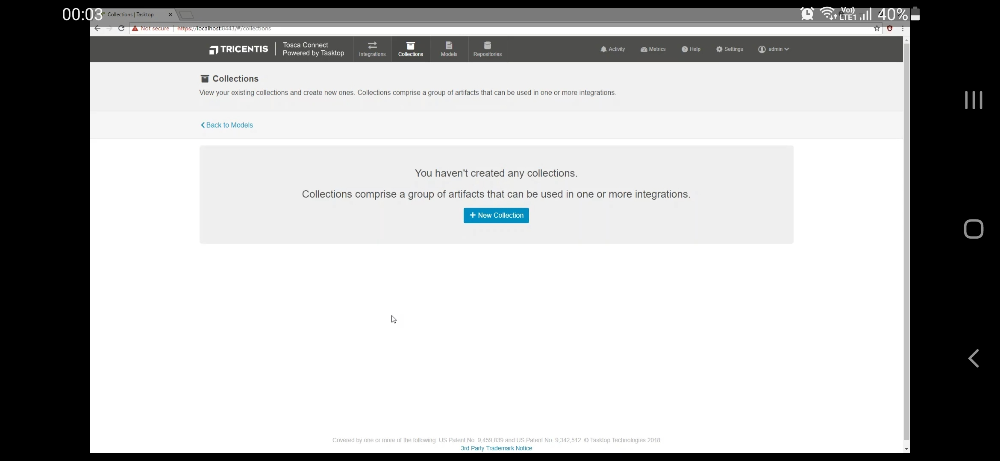 00:03
Collections | Tasktop
Vo))
LTE1
40%
Not secure
https://localhost:8443/#/collections
TRICENTIS
Tosca Connect
Powered by Tasktop
Integrations
Collections
Models
Repositories
Activity
Metrics
Help
Settings
admin
Collections
View your existing collections and create new ones. Collections comprise a group of artifacts that can be used in one or more integrations.
Back to Models
You haven't created any collections.
Collections comprise a group of artifacts that can be used in one or more integrations.
+ New Collection
Covered by one or more of the following: US Patent No. 9,459,839 and US Patent No. 9,342,512. © Tasktop Technologies 2018
3rd Party Trademark Notice